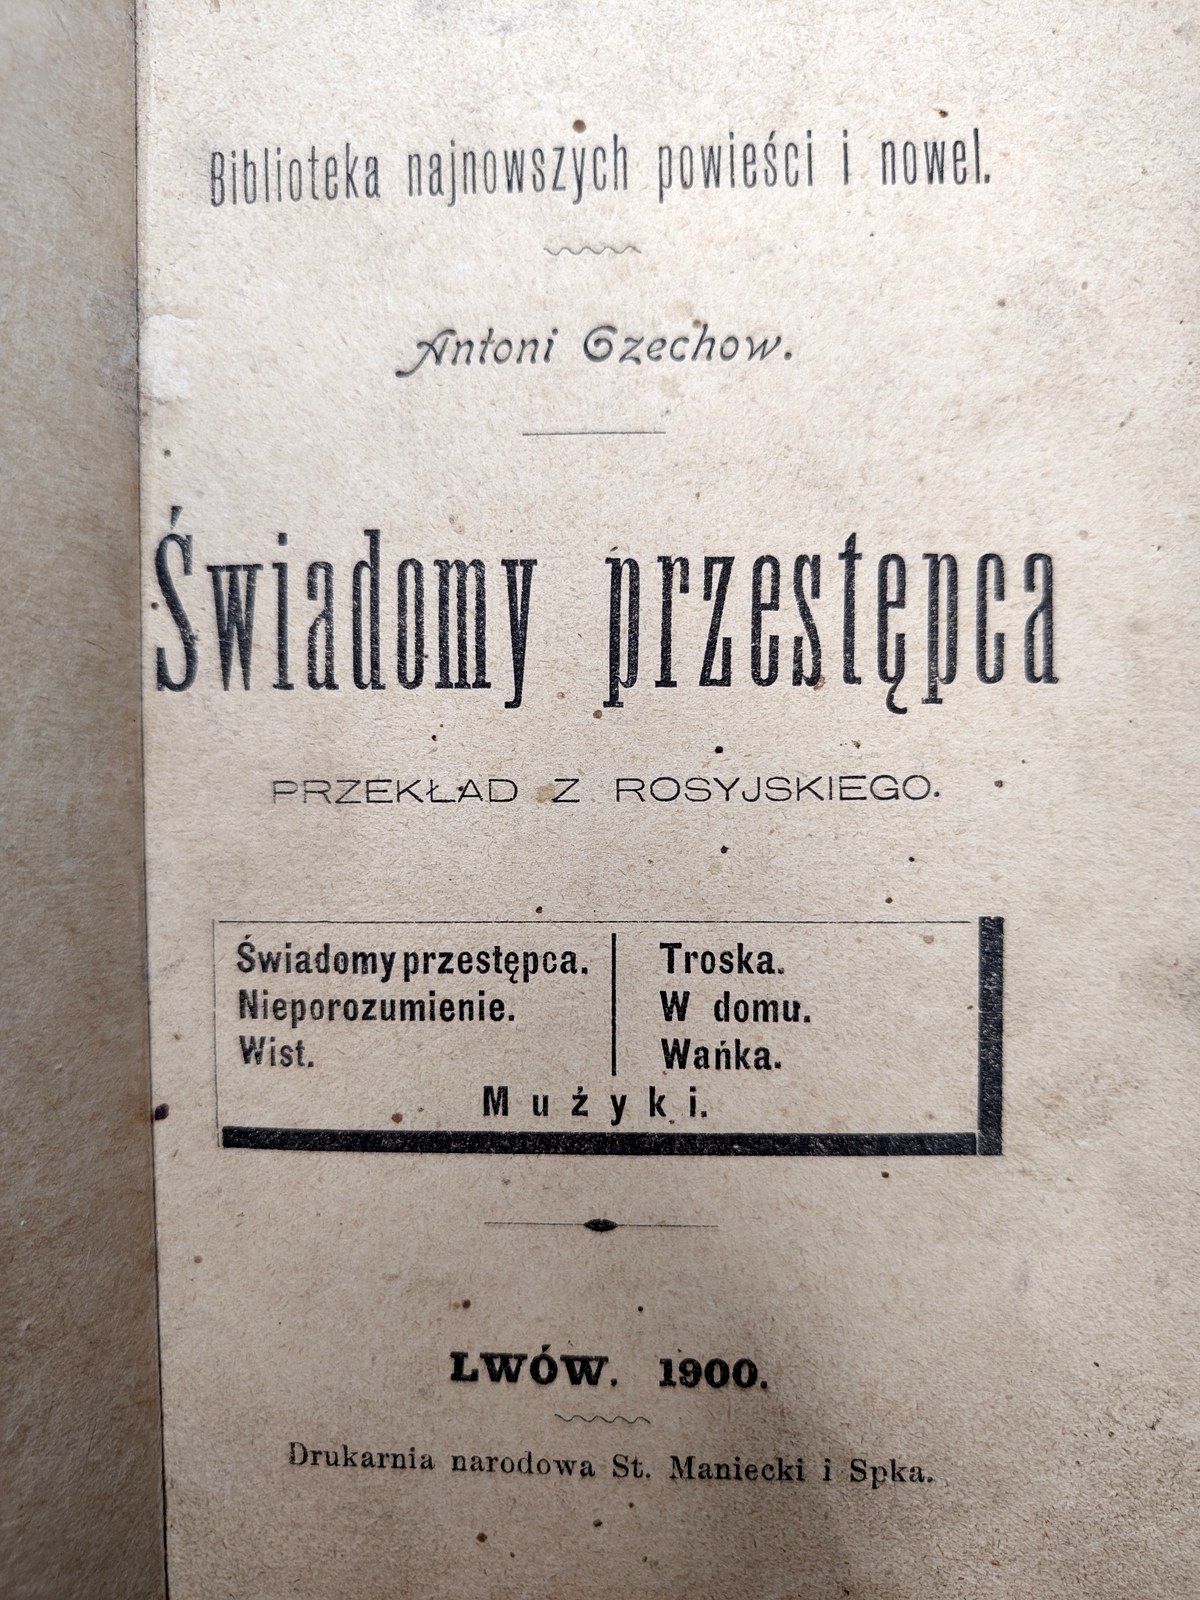 Biblioteka najnowszych powieści i nowel.
Antoni Czechow.
Świadomy przestępca
PRZEKŁAD Z ROSYJSKIEGO.
Świadomy przestępca.
Nieporozumienie.
Wist.
Troska.
W domu.
Wańka.
Mużyki.
LWÓW. 1900.
Drukarnia narodowa St. Maniecki i Spka.